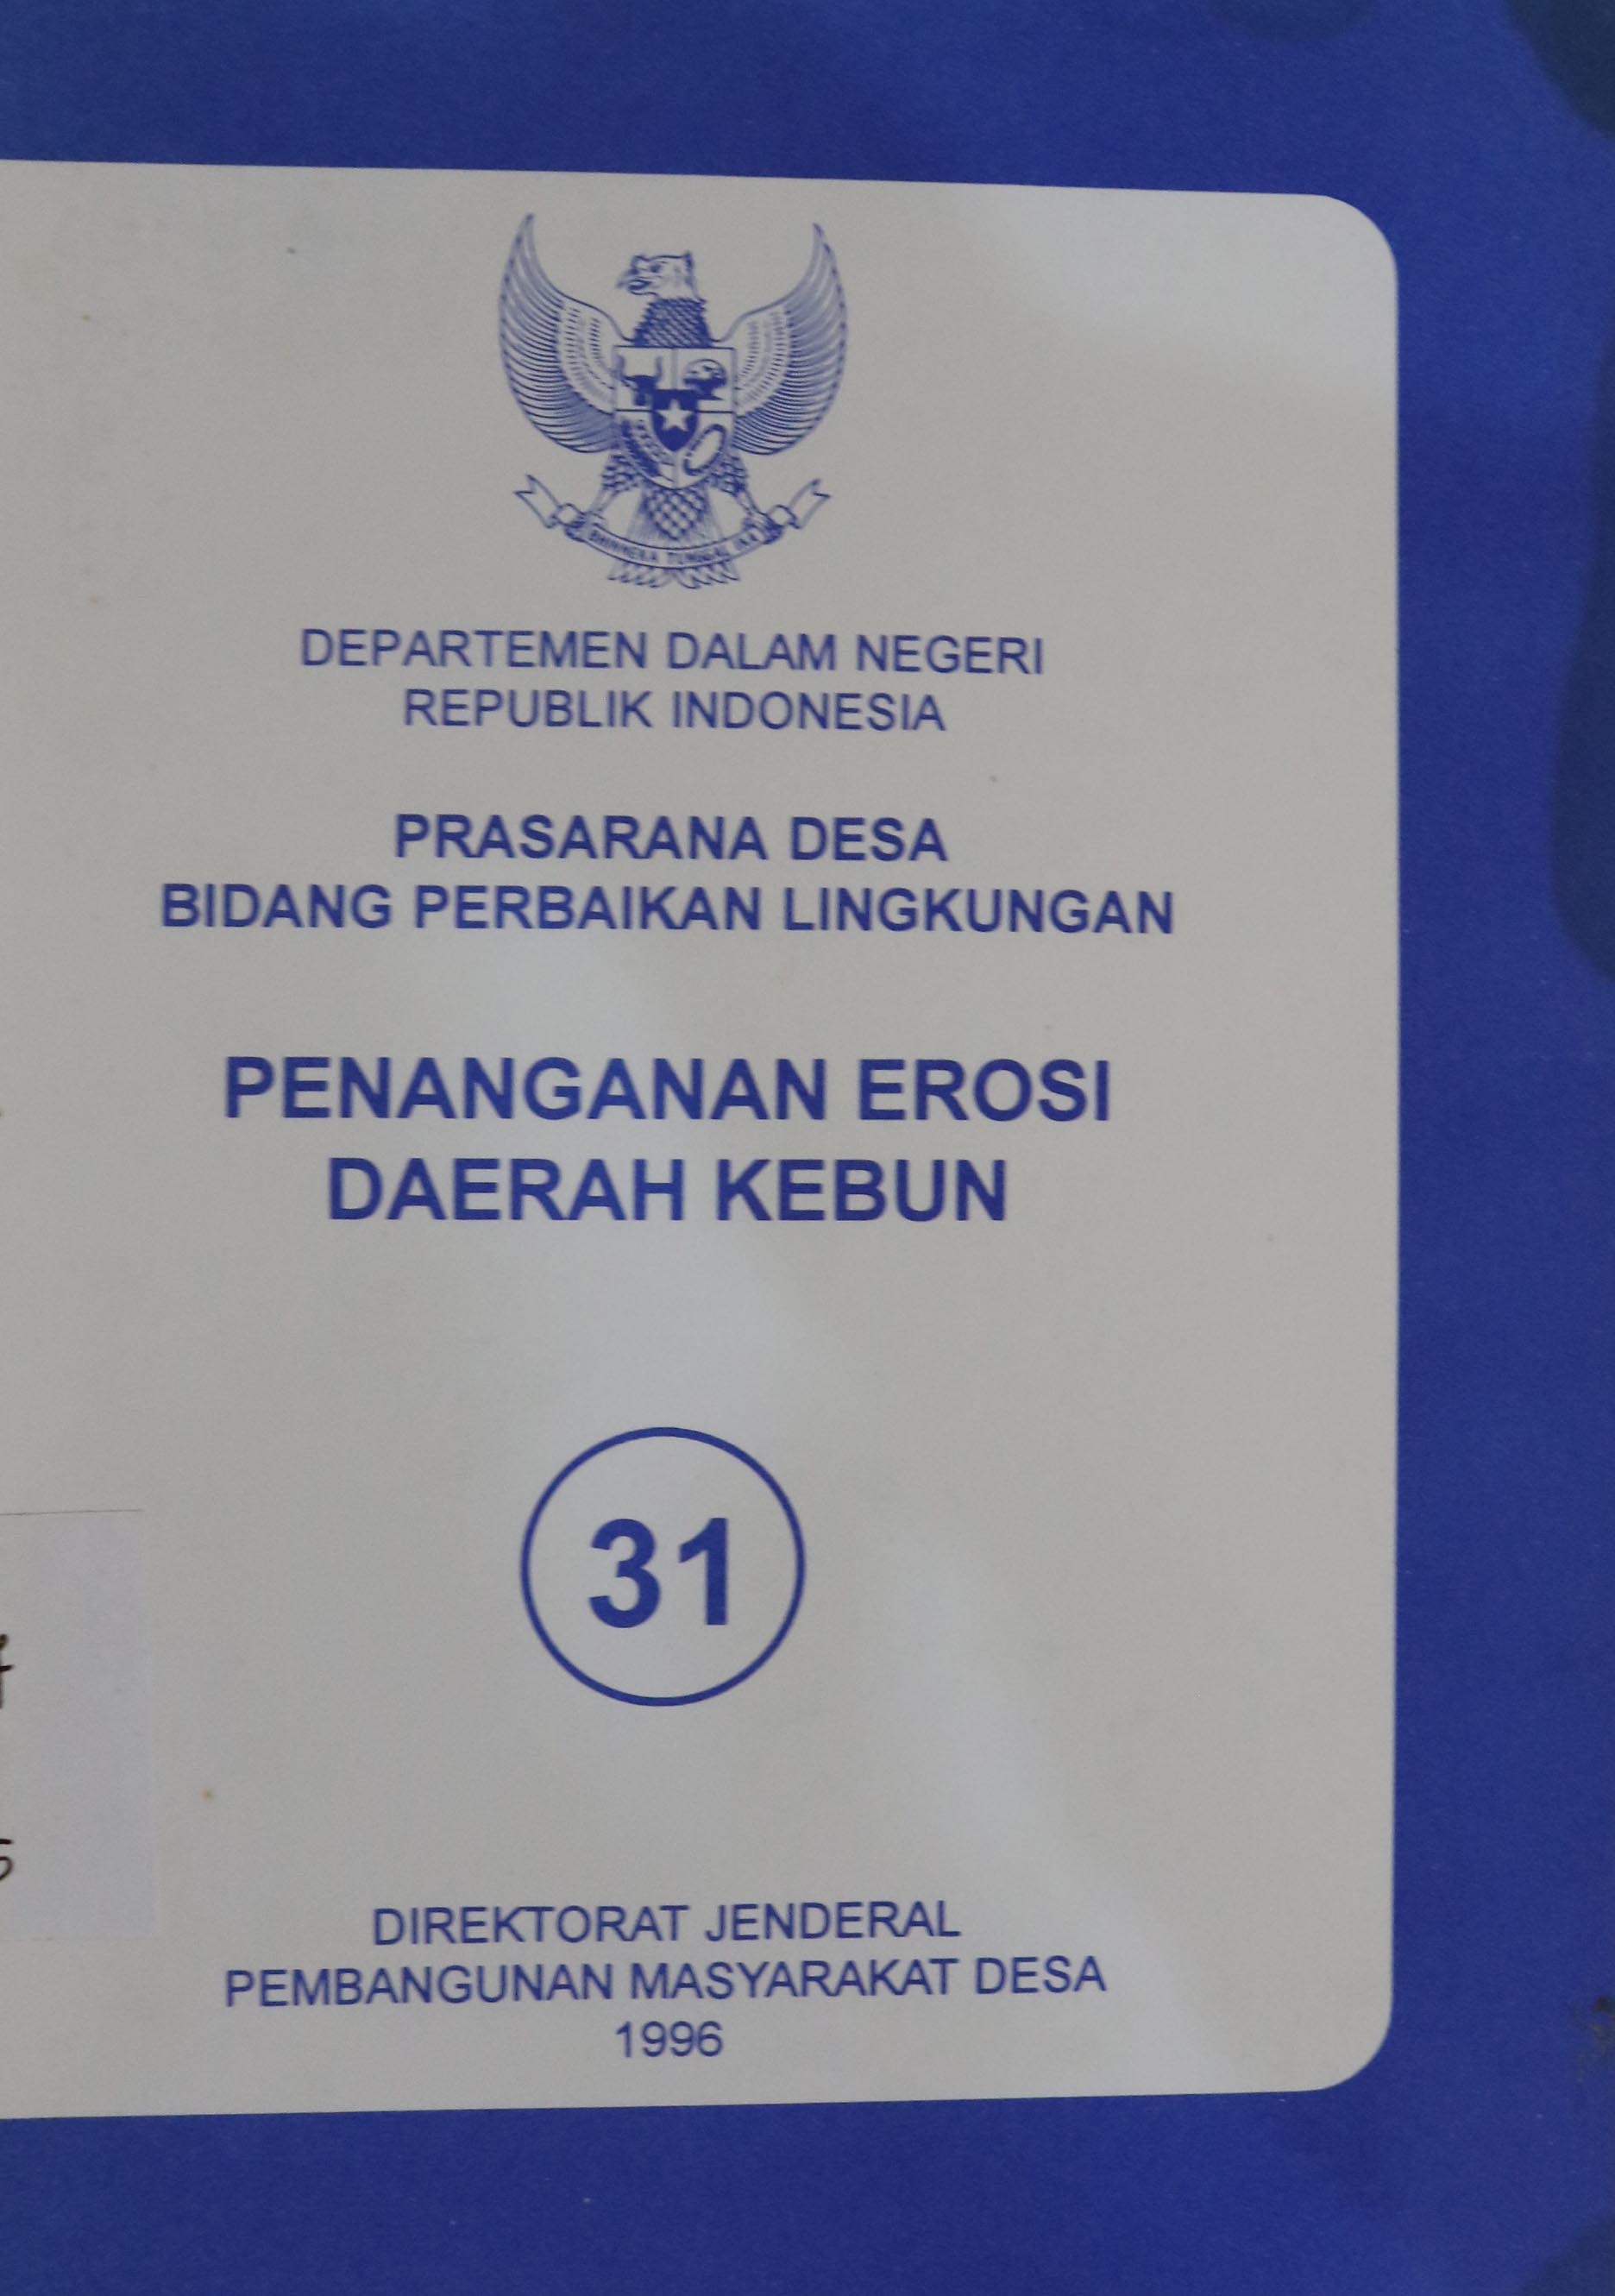 BHINNEKA TUNGGAL IKA
DEPARTEMEN DALAM NEGERI
REPUBLIK INDONESIA
PRASARANA DESA
BIDANG PERBAIKAN LINGKUNGAN
PENANGANAN EROSI
DAERAH KEBUN
31
DIREKTORAT JENDERAL
PEMBANGUNAN MASYARAKAT DESA
1996